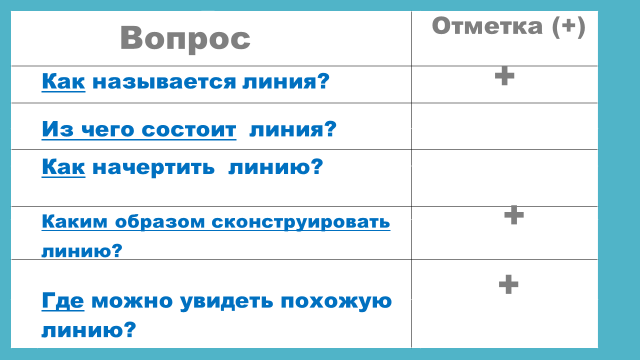 Вопрос Отметка (+)
Как называется линия? +
Из чего состоит линия?
Как начертить линию?
Каким образом сконструировать +
линию?
Где можно увидеть похожую +
линию?